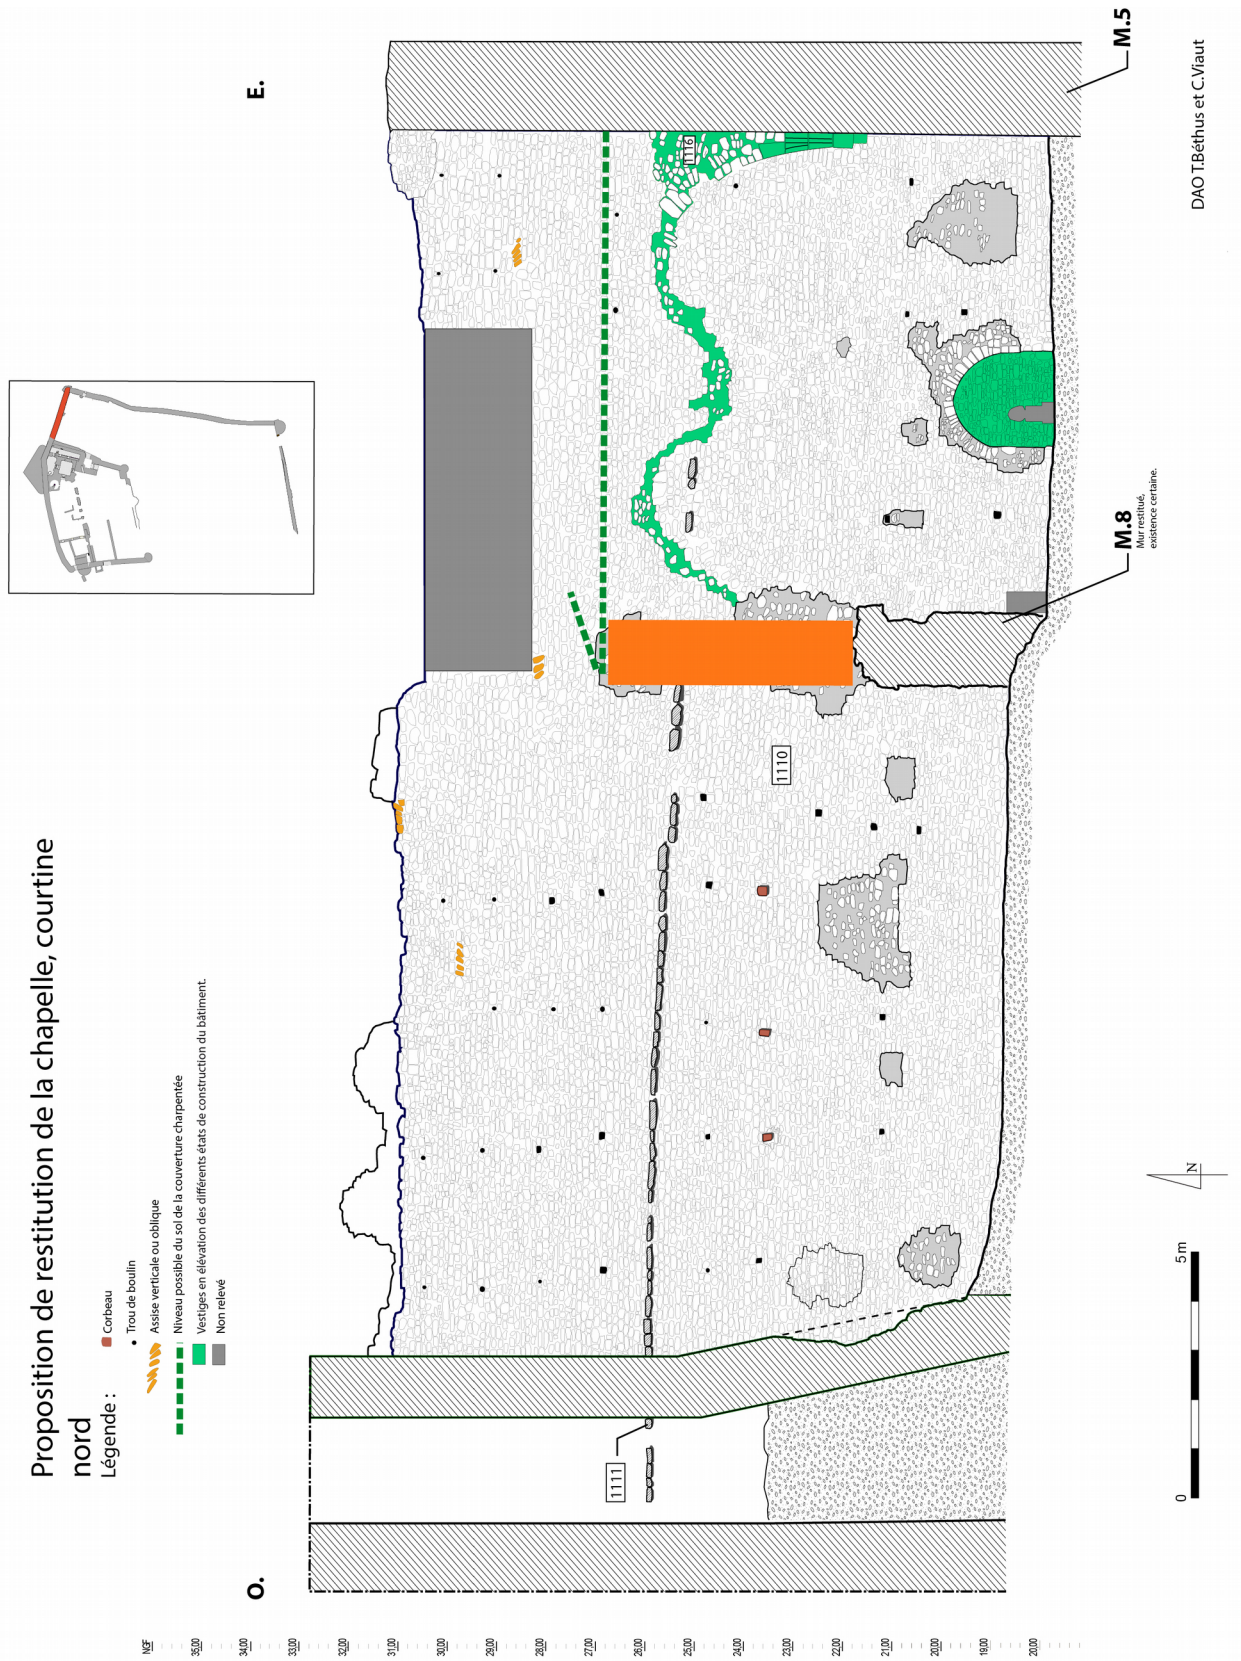 Proposition de restitution de la chapelle, courtine
nord
Légende :
Corbeau
Trou de boulin
Assise verticale ou oblique
Niveau possible du sol de la couverture charpentée
Vestiges en élévation des différents états de construction du bâtiment.
Non relevé
O.
E.
NGF
35,00
34,00
33,00
32,00
31,00
30,00
29,00
28,00
27,00
26,00
25,00
24,00
23,00
22,00
21,00
20,00
19,00
20,00
1111
1110
1116
M.8
Mur restitué,
existence certaine.
M.5
0
5 m
N
DAO T.Béthus et C.Viaut